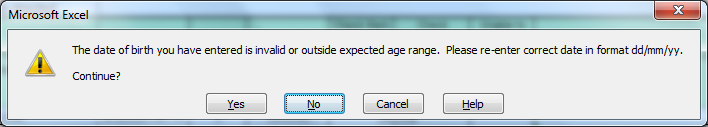 Microsoft Excel
The date of birth you have entered is invalid or outside expected age range. Please re-enter correct date in format dd/mm/yy.
Continue?
Yes
No
Cancel
Help